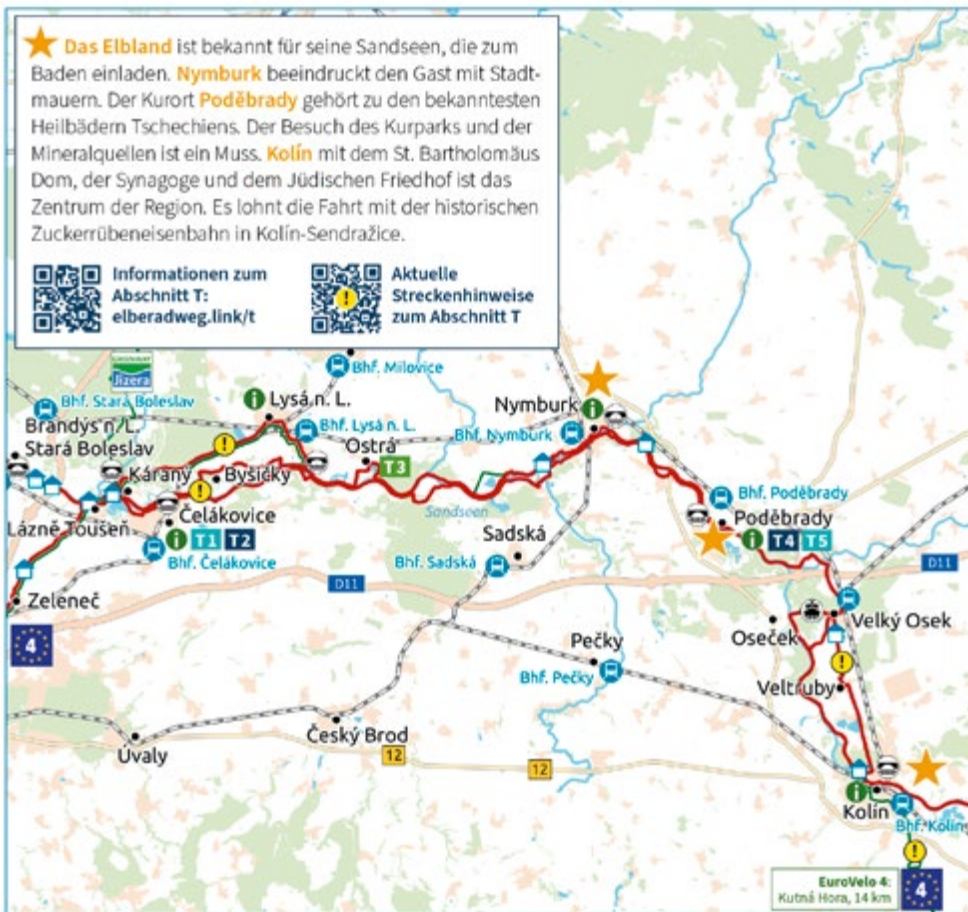 Das Elbland ist bekannt für seine Sandseen, die zum
Baden einladen. Nymburk beeindruckt den Gast mit Stadt-
mauern. Der Kurort Poděbrady gehört zu den bekanntesten
Heilbädern Tschechiens. Der Besuch des Kurparks und der
Mineralquellen ist ein Muss. Kolín mit dem St. Bartholomäus
Dom, der Synagoge und dem Jüdischen Friedhof ist das
Zentrum der Region. Es lohnt die Fahrt mit der historischen
Zuckerrübeneisenbahn in Kolín-Sendražice.
Informationen zum
Abschnitt T:
elberadweg.link/t
!
Aktuelle
Streckenhinweise
zum Abschnitt T
Jizera
Bhf. Milovice
Bhf. Stará Boleslav
Lysá n. L.
Brandýs n. L.
Stará Boleslav
Bhf. Lysá n. L.
Nymburk
Bhf. Nymburk
Ostrá
T3
!
Káraný
Byšičky
!
Čelákovice
Lázně Toušeň
T1 T2
Bhf. Čelákovice
Sandseen
Sadská
Bhf. Sadská
Bhf. Poděbrady
Poděbrady
T4 T5
D11
D11
Zeleneč
4
Velký Osek
Oseček
Pečky
Bhf. Pečky
!
Veltruby
Úvaly
Český Brod
12
12
Kolín
Bhf. Kolín
!
EuroVelo 4:
Kutná Hora, 14 km
4